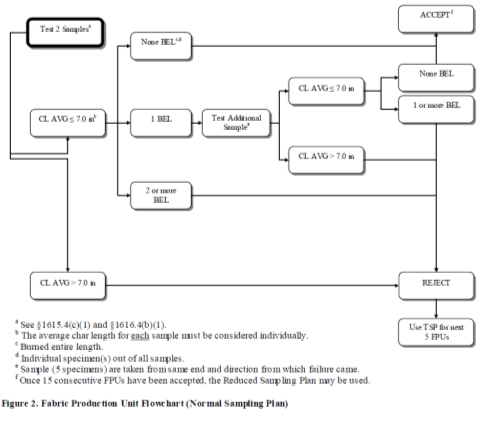 ACCEPTf
Test 2 Samplesa
None BELc,d
None BEL
CL AVG ≤ 7.0 in
1 or more BEL
CL AVG ≤ 7.0 inb
1 BEL
Test Additional
Samplee
CL AVG > 7.0 in
2 or more
BEL
CL AVG > 7.0 in
REJECT
Use TSP for next
5 FPUs
a See §1615.4(c)(1) and §1616.4(b)(1).
b The average char length for each sample must be considered individually.
c Burned entire length.
d Individual specimen(s) out of all samples.
e Sample (5 specimens) are taken from same end and direction from which failure came.
f Once 15 consecutive FPUs have been accepted, the Reduced Sampling Plan may be used.
Figure 2. Fabric Production Unit Flowchart (Normal Sampling Plan)